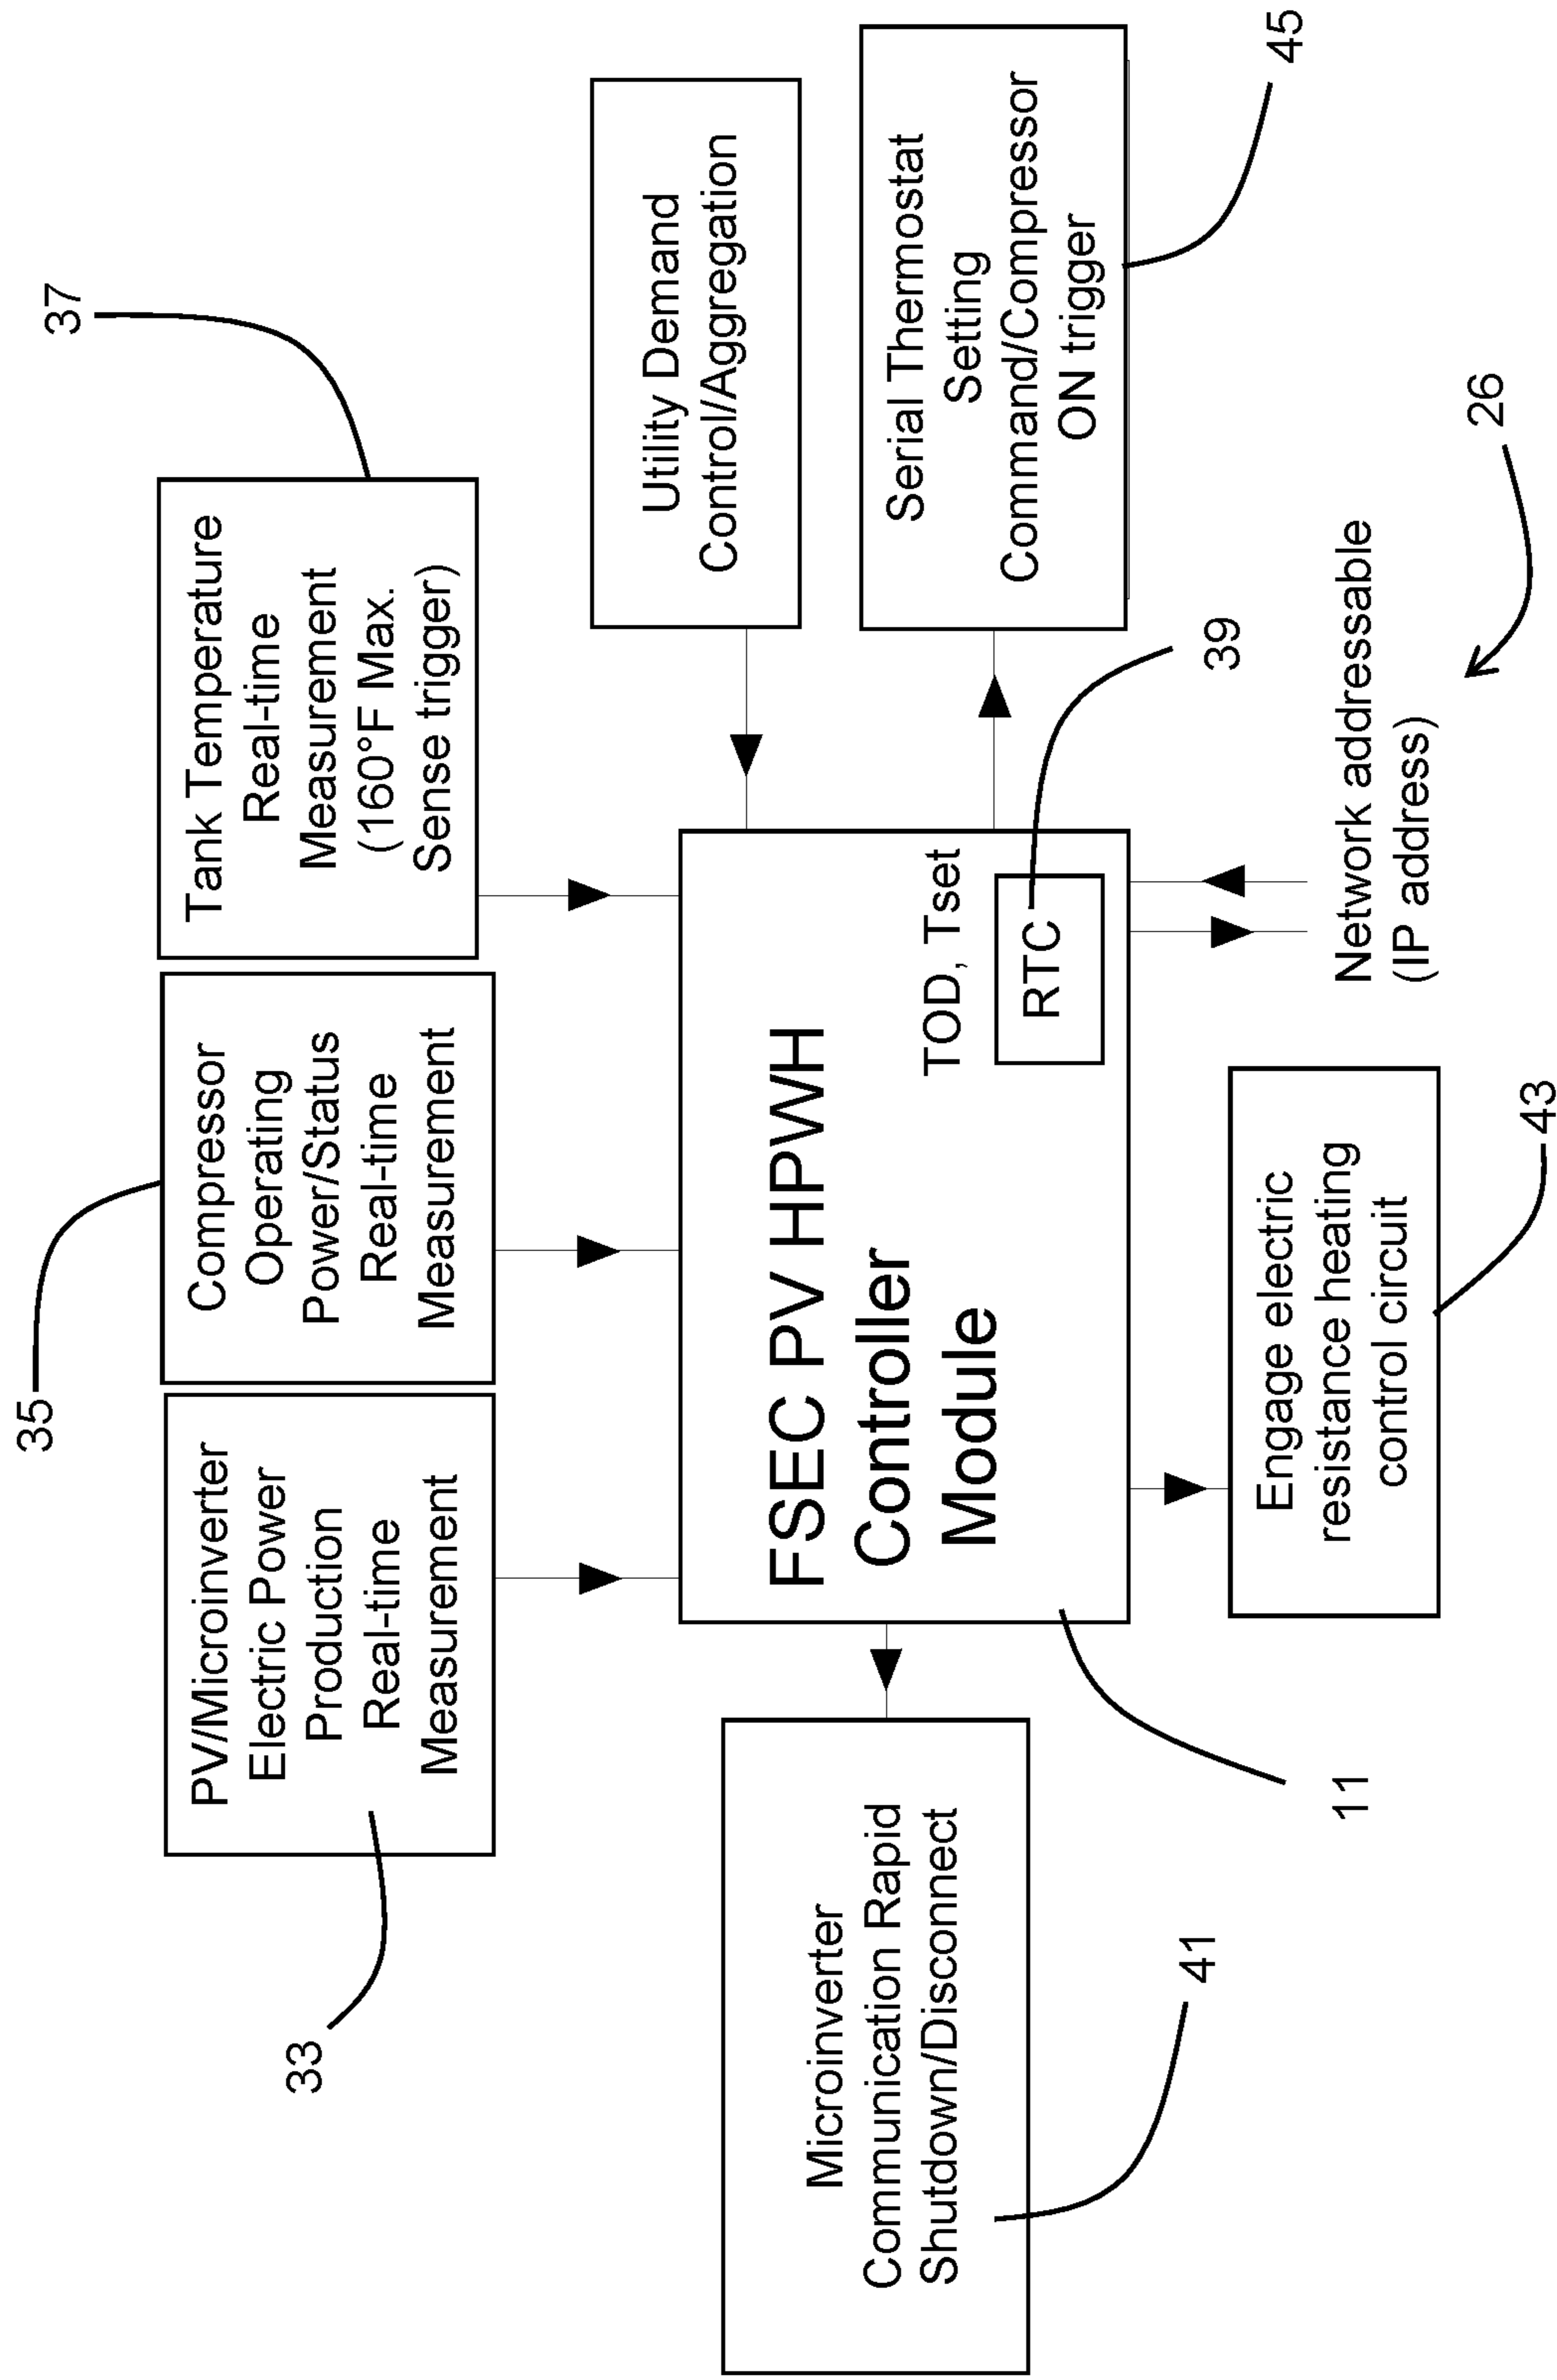 35
37
33
PV/Microinverter
Electric Power
Production
Real-time
Measurement
Compressor
Operating
Power/Status
Real-time
Measurement
Tank Temperature
Real-time
Measurement
(160°F Max.
Sense trigger)
Utility Demand
Control/Aggregation
Microinverter
Communication Rapid
Shutdown/Disconnect
41
FSEC PV HPWH
Controller
Module
TOD, Tset
RTC
39
Serial Thermostat
Setting
Command/Compressor
ON trigger
45
11
Engage electric
resistance heating
control circuit
43
Network addressable
(IP address)
26